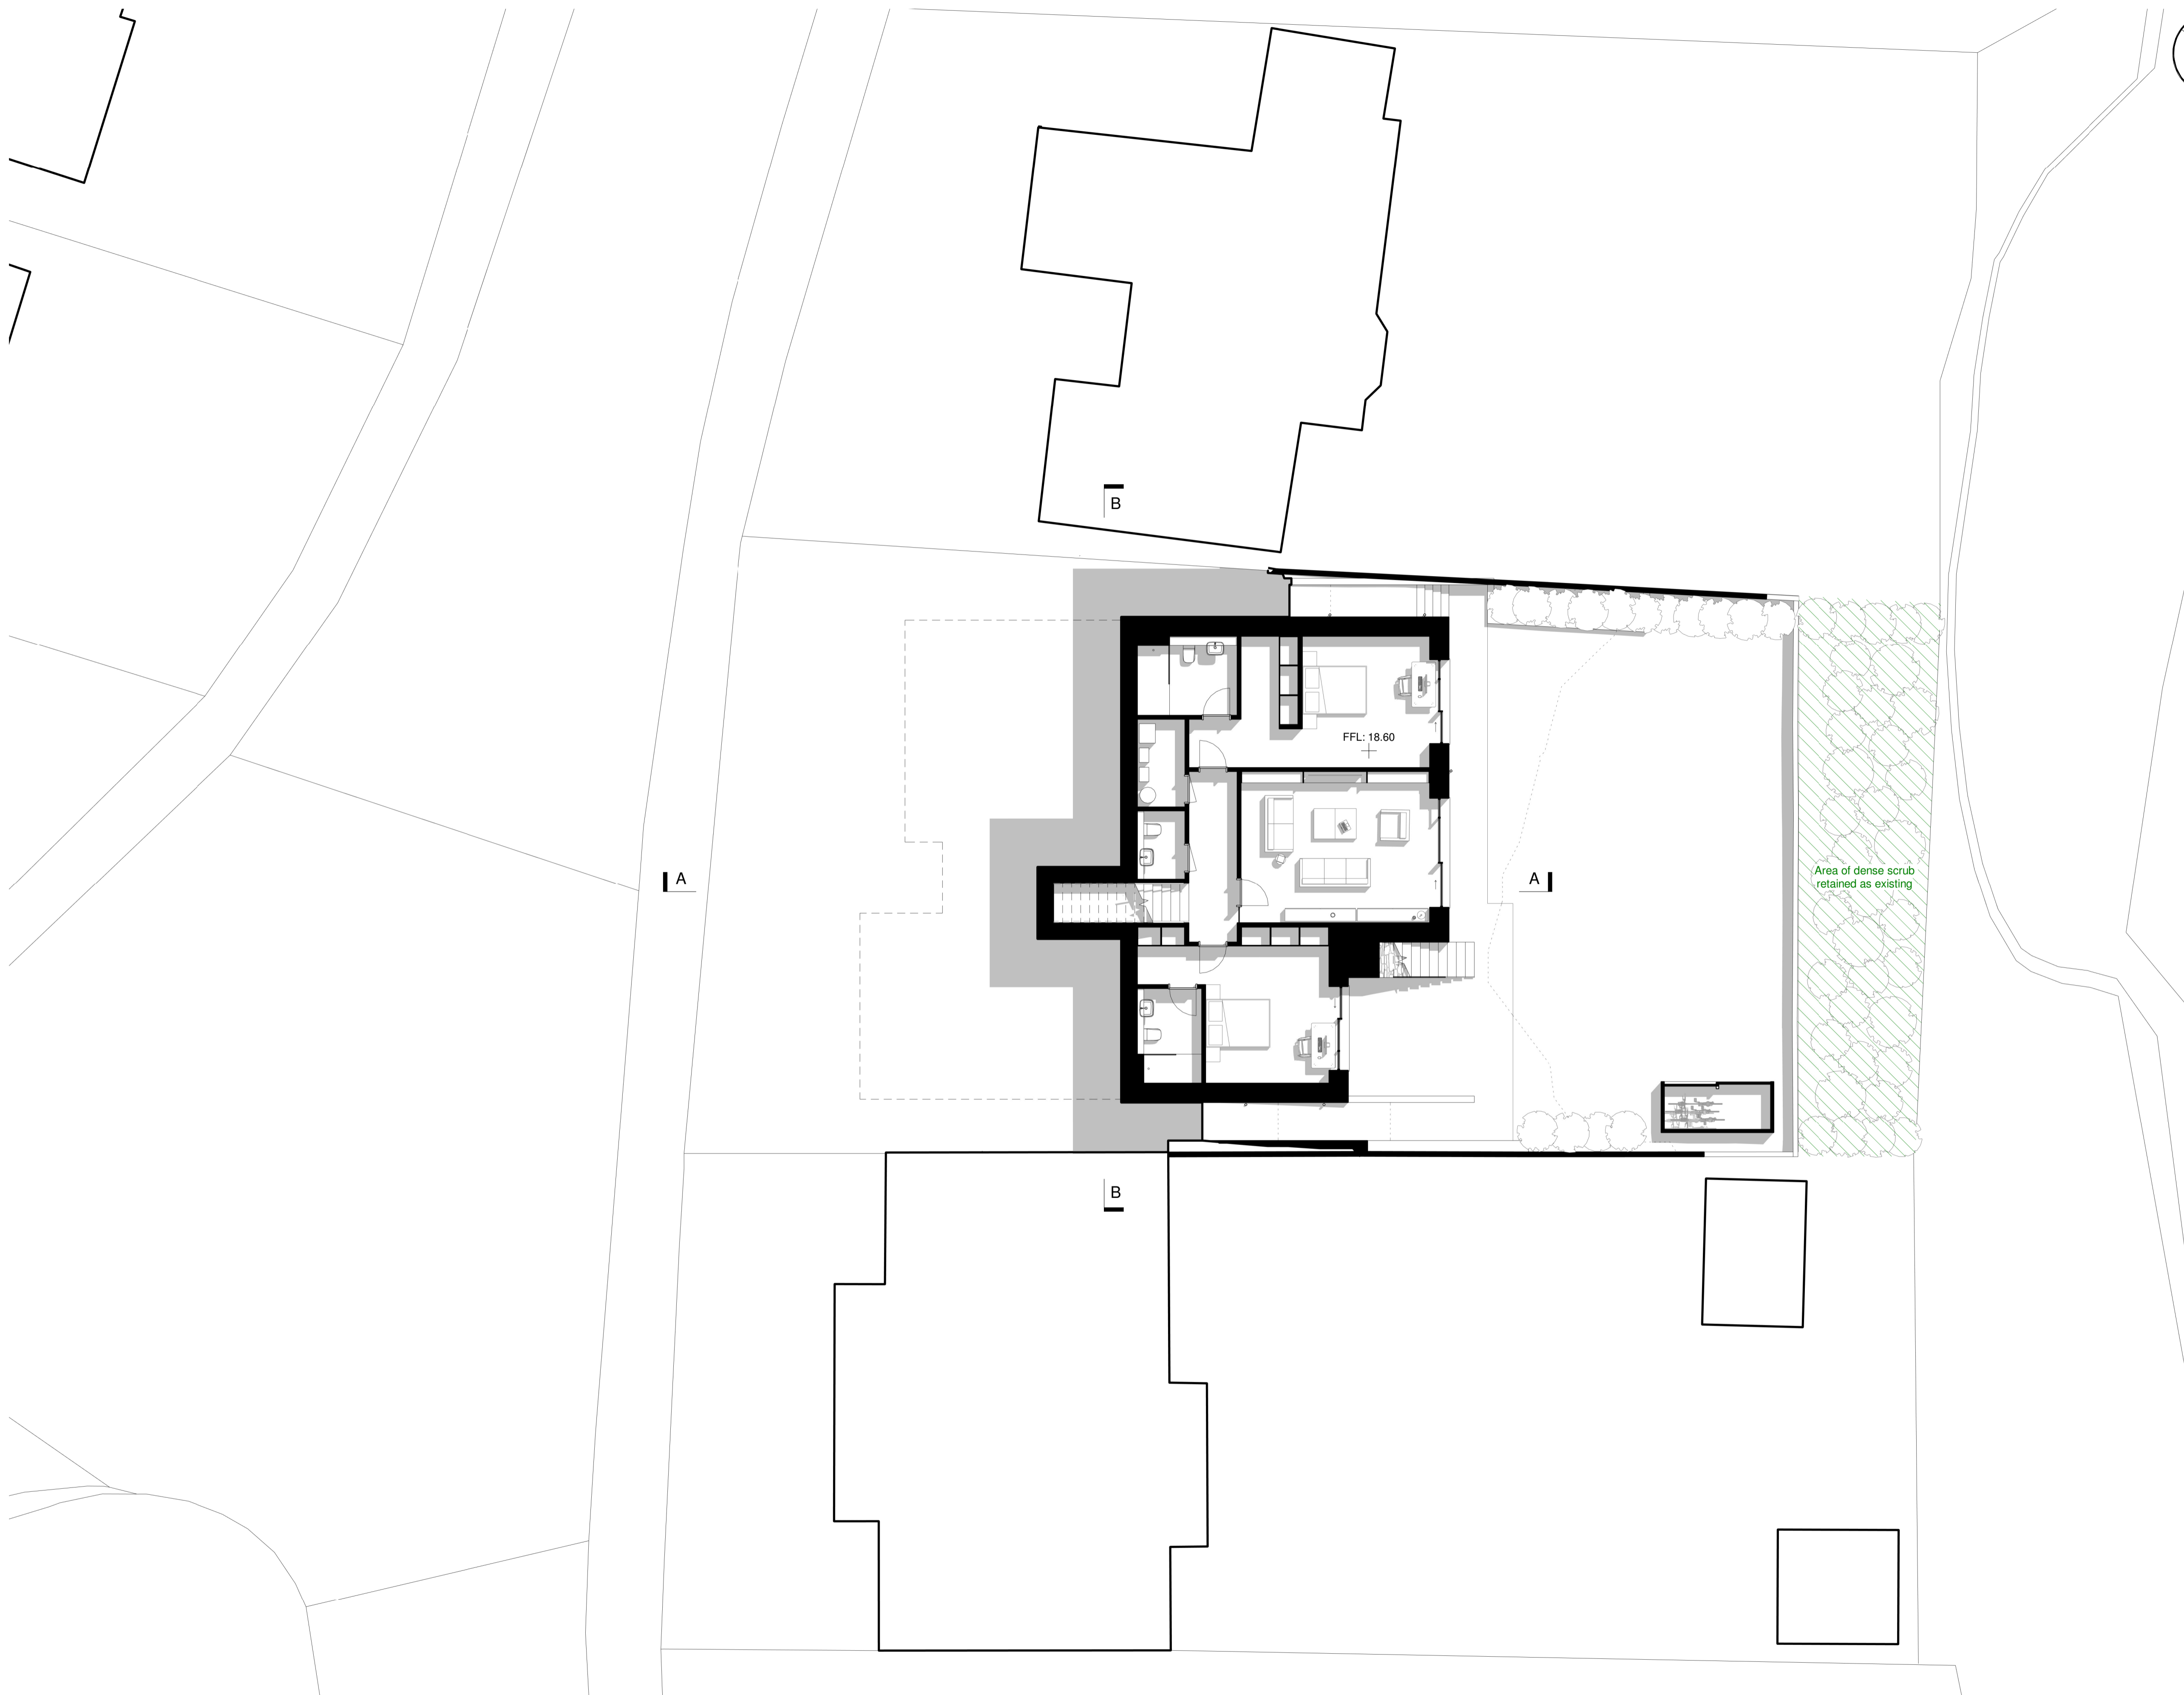 B
FFL: 18.60
A
A
Area of dense scrub
retained as existing
B